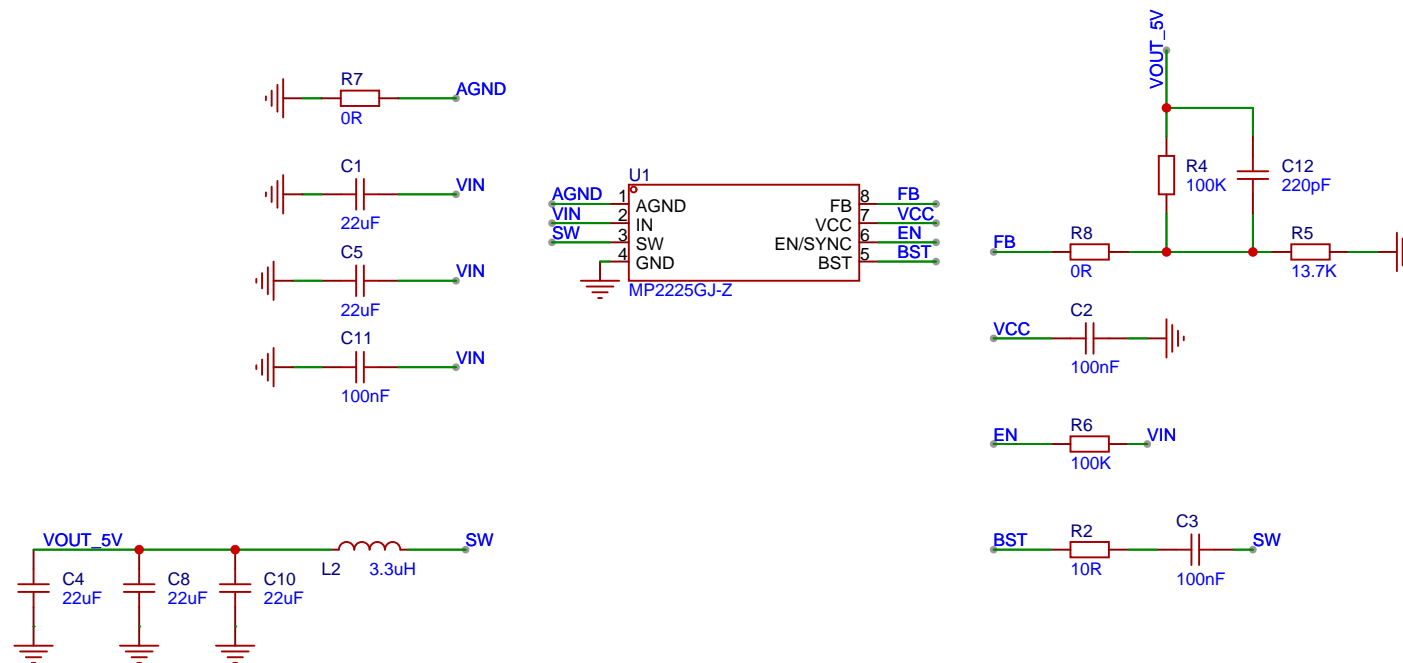 R7
AGND
0R
C1
VIN
22uF
C5
VIN
22uF
C11
VIN
100nF
U1
AGND 1 AGND FB 8 FB
VIN 2 IN VCC 7 VCC
SW 3 SW EN/SYNC 6 EN
4 GND BST 5 BST
MP2225GJ-Z
VOUT_5V
R4
100K
C12
220pF
FB
R8
0R
R5
13.7K
VCC
C2
100nF
EN
R6
VIN
100K
BST
R2
10R
C3
SW
100nF
VOUT_5V
SW
L2
3.3uH
C4
22uF
C8
22uF
C10
22uF